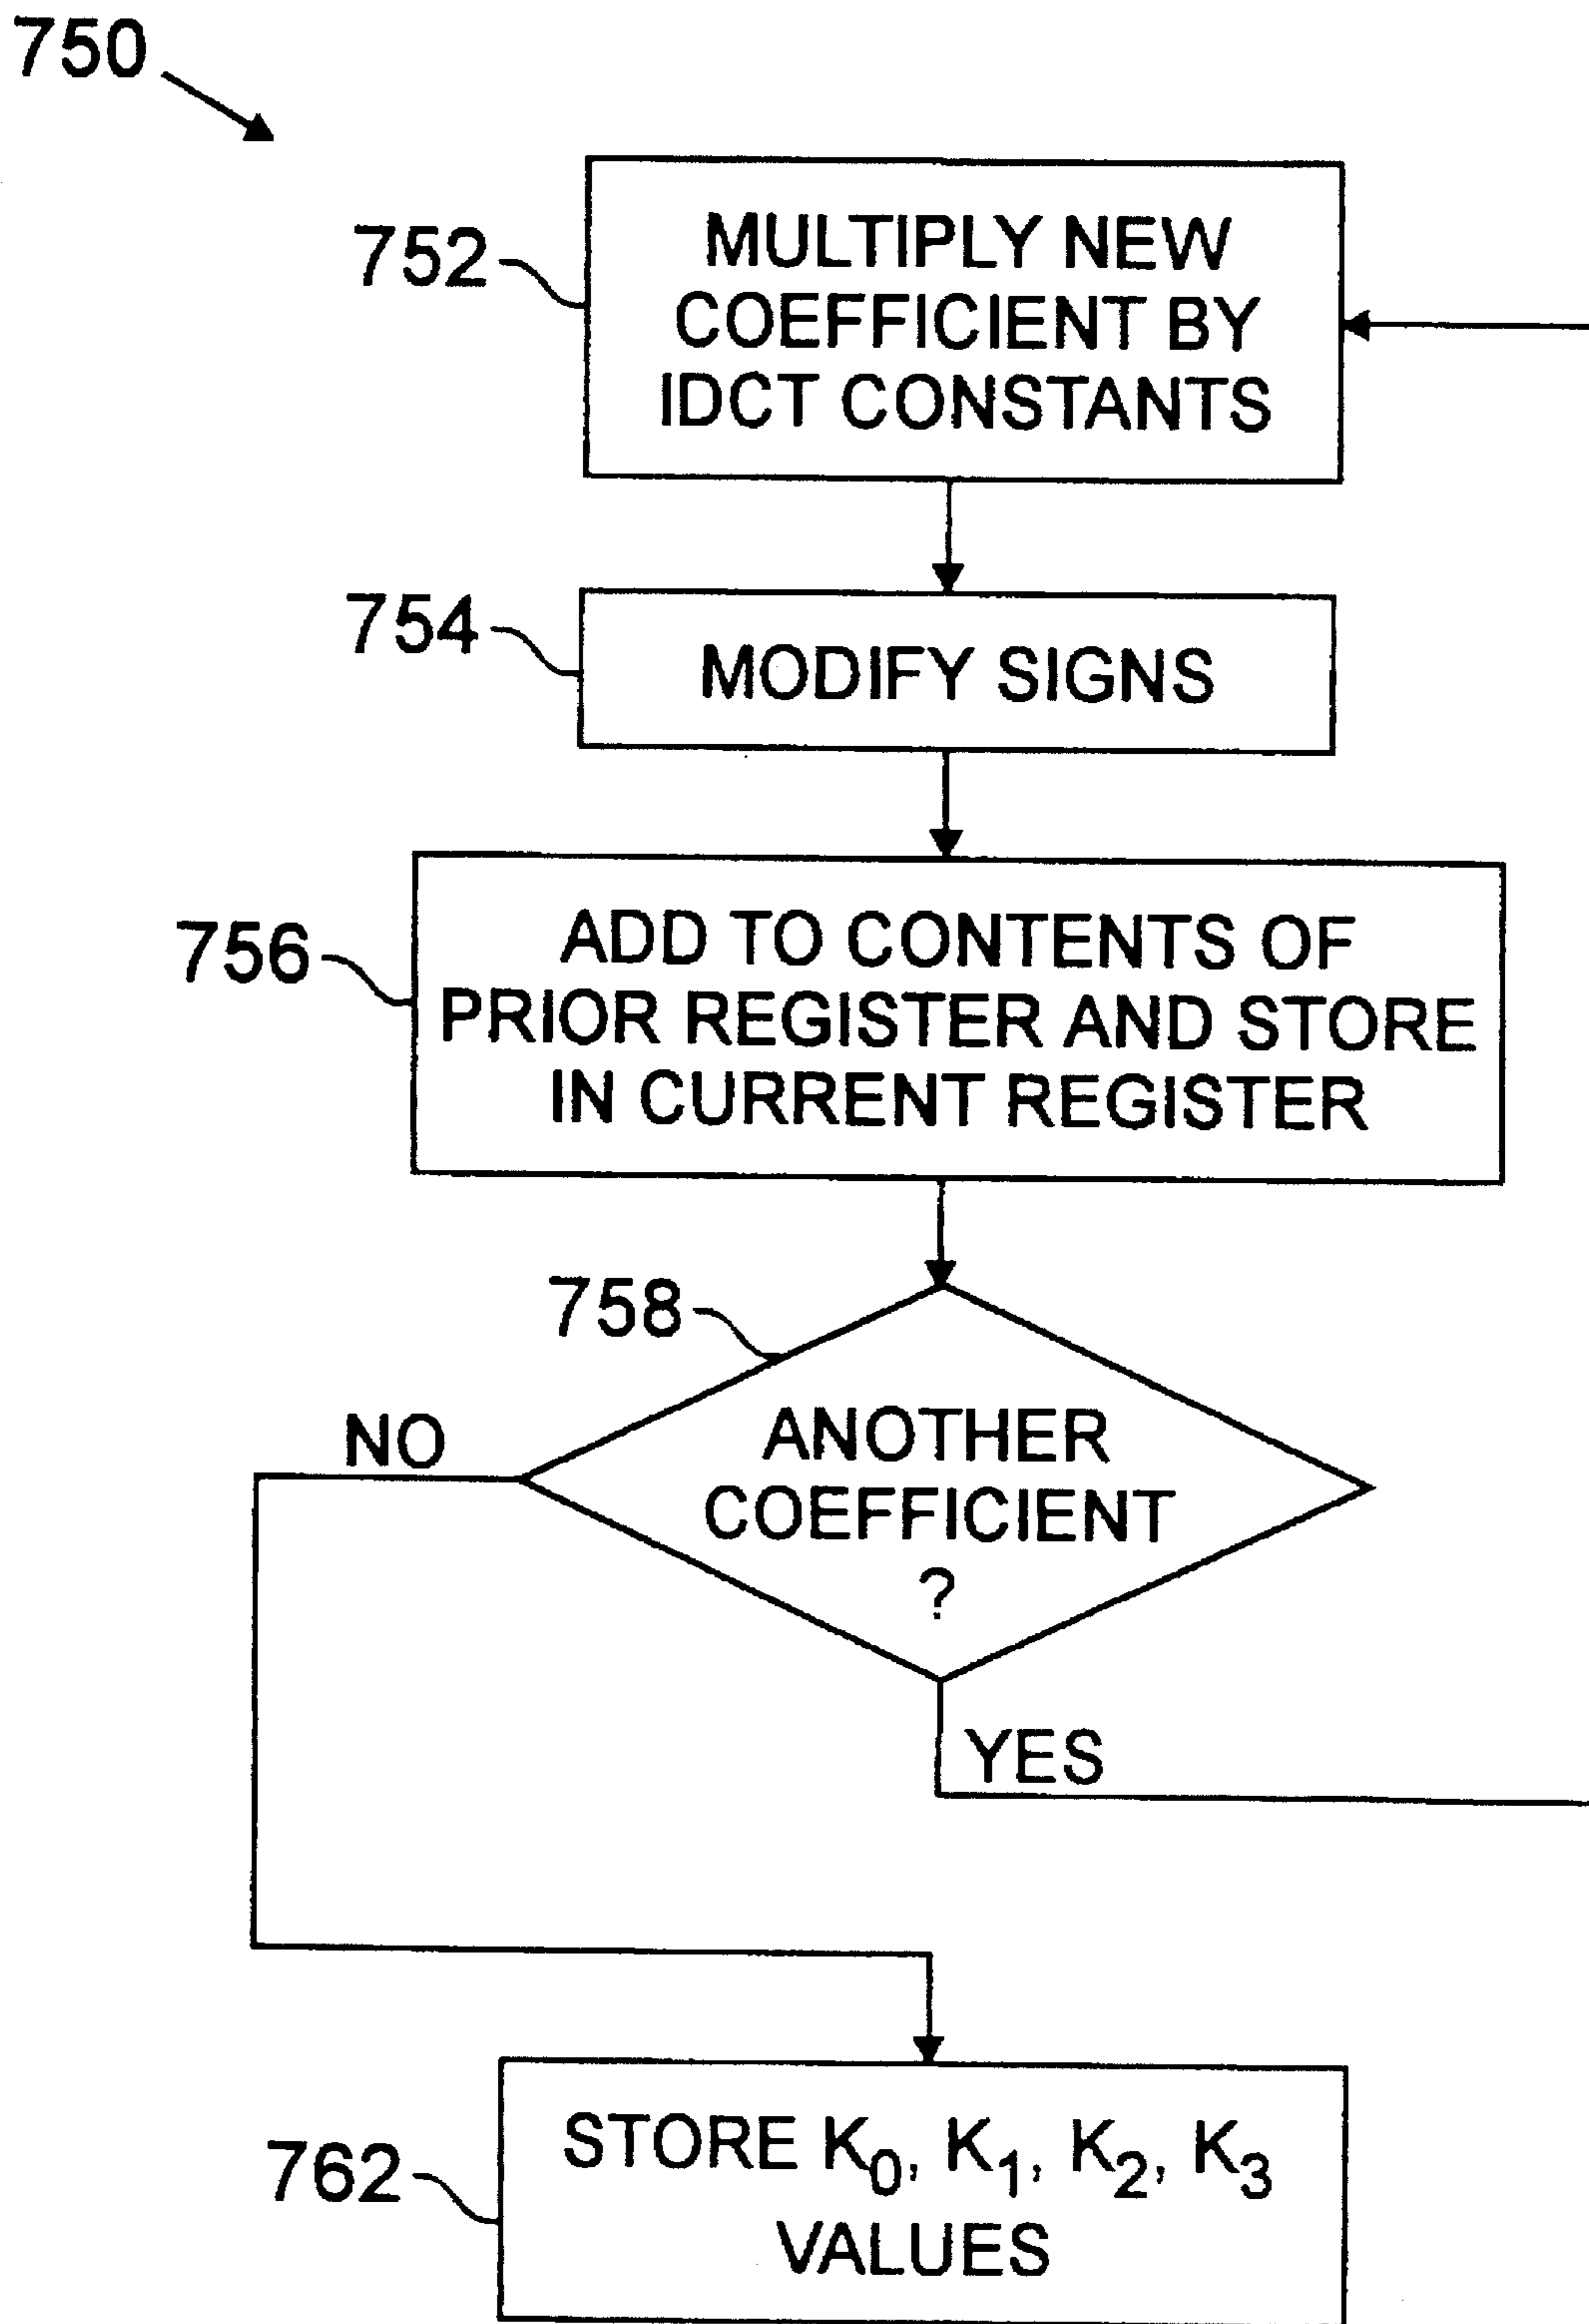 750
752
MULTIPLY NEW
COEFFICIENT BY
IDCT CONSTANTS
754
MODIFY SIGNS
756
ADD TO CONTENTS OF
PRIOR REGISTER AND STORE
IN CURRENT REGISTER
758
ANOTHER
COEFFICIENT
?
NO
YES
762
STORE K₀, K₁, K₂, K₃
VALUES